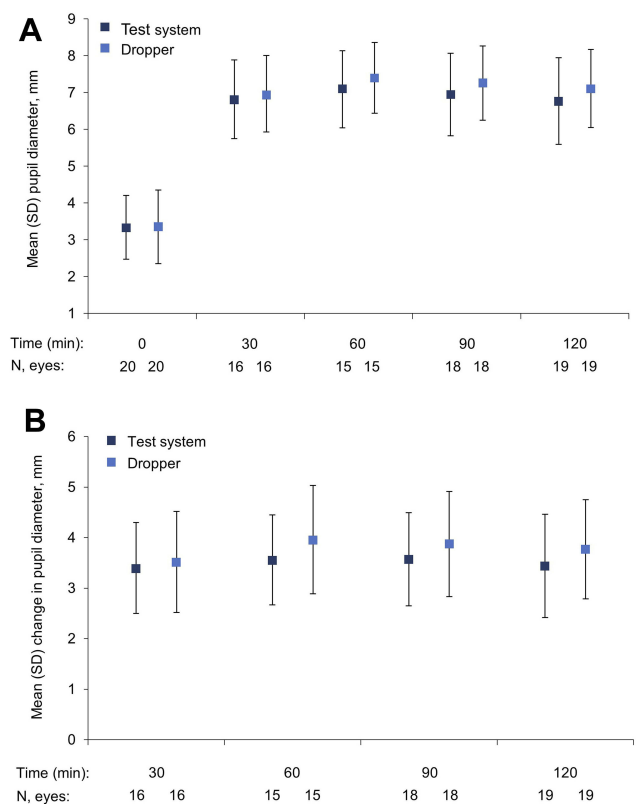 A
Test system
Dropper
Mean (SD) pupil diameter, mm
9
8
7
6
5
4
3
2
1
Time (min): 0 30 60 90 120
N, eyes: 20 20 16 16 15 15 18 18 19 19
B
Test system
Dropper
Mean (SD) change in pupil diameter, mm
6
5
4
3
2
1
0
Time (min): 30 60 90 120
N, eyes: 16 16 15 15 18 18 19 19